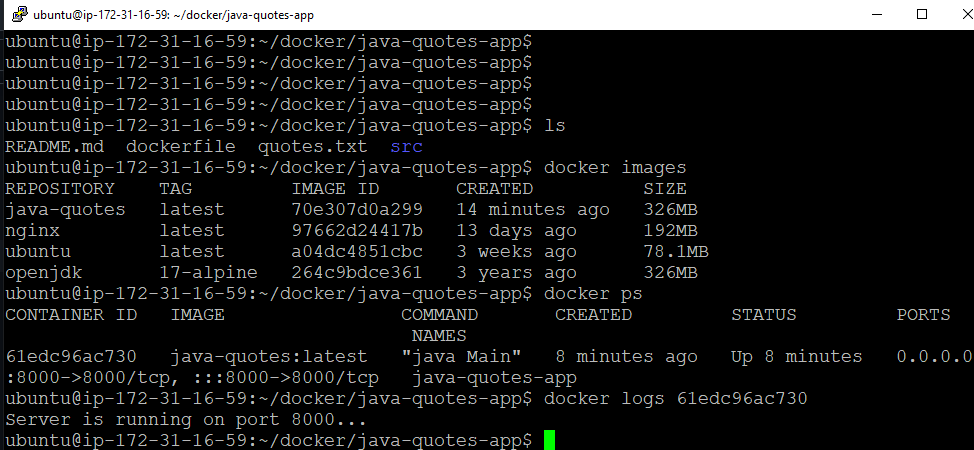 ubuntu@ip-172-31-16-59: ~/docker/java-quotes-app
ubuntu@ip-172-31-16-59:~/docker/java-quotes-app$
ubuntu@ip-172-31-16-59:~/docker/java-quotes-app$
ubuntu@ip-172-31-16-59:~/docker/java-quotes-app$
ubuntu@ip-172-31-16-59:~/docker/java-quotes-app$
ubuntu@ip-172-31-16-59:~/docker/java-quotes-app$ ls
README.md  dockerfile  quotes.txt  src
ubuntu@ip-172-31-16-59:~/docker/java-quotes-app$ docker images
REPOSITORY    TAG         IMAGE ID       CREATED          SIZE
java-quotes   latest      70e307d0a299   14 minutes ago   326MB
nginx         latest      97662d24417b   13 days ago      192MB
ubuntu        latest      a04dc4851cbc   3 weeks ago      78.1MB
openjdk       17-alpine   264c9bdce361   3 years ago      326MB
ubuntu@ip-172-31-16-59:~/docker/java-quotes-app$ docker ps
CONTAINER ID   IMAGE                COMMAND       CREATED         STATUS         PORTS
NAMES
61edc96ac730   java-quotes:latest   "java Main"   8 minutes ago   Up 8 minutes   0.0.0.0
:8000->8000/tcp, :::8000->8000/tcp   java-quotes-app
ubuntu@ip-172-31-16-59:~/docker/java-quotes-app$ docker logs 61edc96ac730
Server is running on port 8000...
ubuntu@ip-172-31-16-59:~/docker/java-quotes-app$